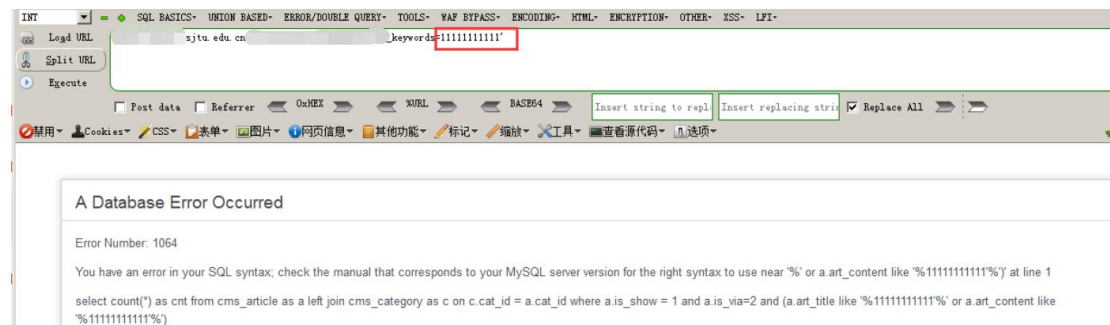 INT SQL BASICS- UNION BASED- ERROR/DOUBLE QUERY- TOOLS- WAF BYPASS- ENCODING- HTML- ENCRYPTION- OTHER- XSS- LFI-
Load URL sjtu.edu.cn _keywords=11111111111'
Split URL
Execute
Post data Referrer 0xHEX %URL BASE64 Insert string to repl Insert replacing stri Replace All
禁用- Cookies- CSS- 表单- 图片- 网页信息- 其他功能- 标记- 缩放- 工具- 查看源代码- 选项-
A Database Error Occurred
Error Number: 1064
You have an error in your SQL syntax; check the manual that corresponds to your MySQL server version for the right syntax to use near '%' or a.art_content like '%11111111111'%')' at line 1
select count(*) as cnt from cms_article as a left join cms_category as c on c.cat_id = a.cat_id where a.is_show = 1 and a.is_via=2 and (a.art_title like '%11111111111'%' or a.art_content like
'%11111111111'%')